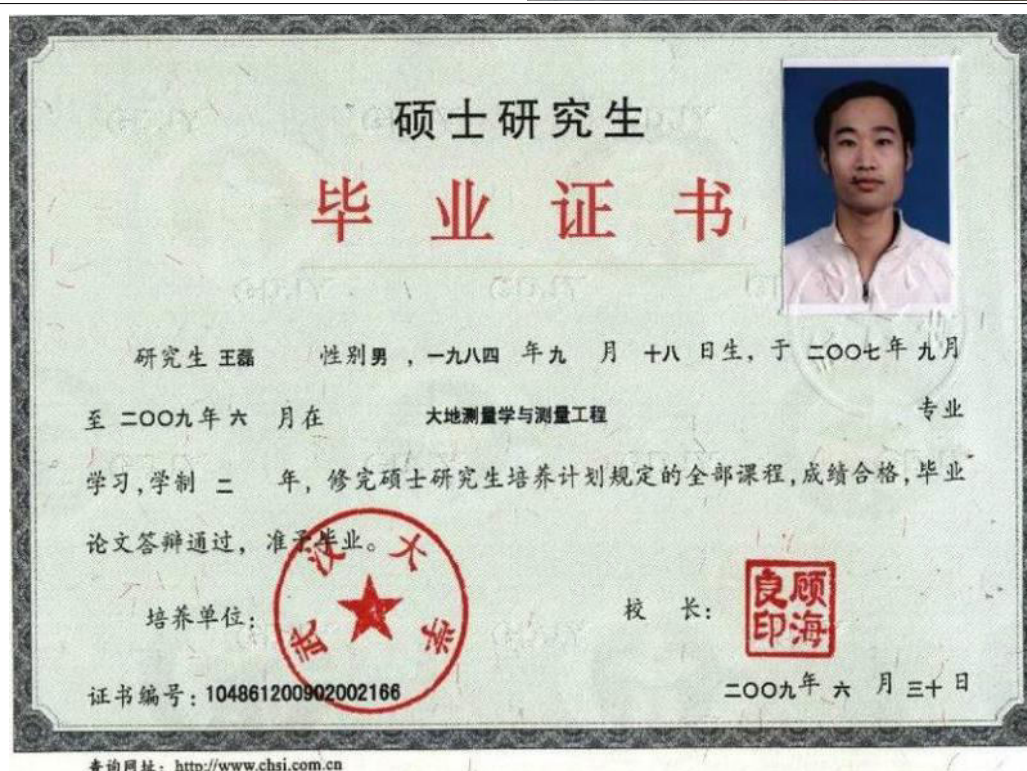 硕士研究生
毕业证书
研究生 王磊 性别 男 , 一九八四 年 九 月 十八 日生, 于 二〇〇七 年 九 月
至 二〇〇九 年 六 月在 大地测量学与测量工程 专业
学习,学制 二 年, 修完硕士研究生培养计划规定的全部课程,成绩合格,毕业
论文答辩通过, 准予毕业。
武汉大学
培养单位: 校 长: 顾海良印
证书编号:104861200902002166 二〇〇九 年 六 月 三十 日
查询网址:http://www.chsi.com.cn